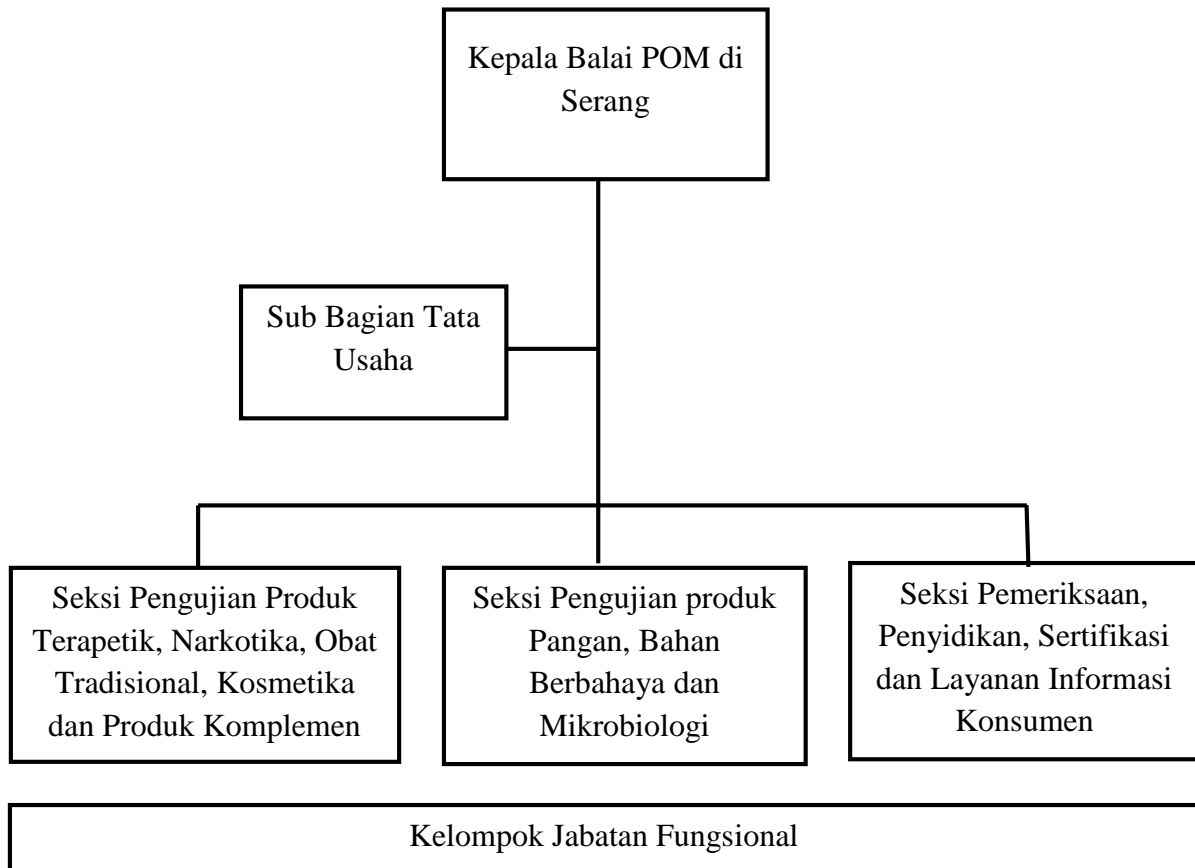 Kepala Balai POM di
Serang
Sub Bagian Tata
Usaha
Seksi Pengujian Produk
Terapetik, Narkotika, Obat
Tradisional, Kosmetika
dan Produk Komplemen
Seksi Pengujian produk
Pangan, Bahan
Berbahaya dan
Mikrobiologi
Seksi Pemeriksaan,
Penyidikan, Sertifikasi
dan Layanan Informasi
Konsumen
Kelompok Jabatan Fungsional